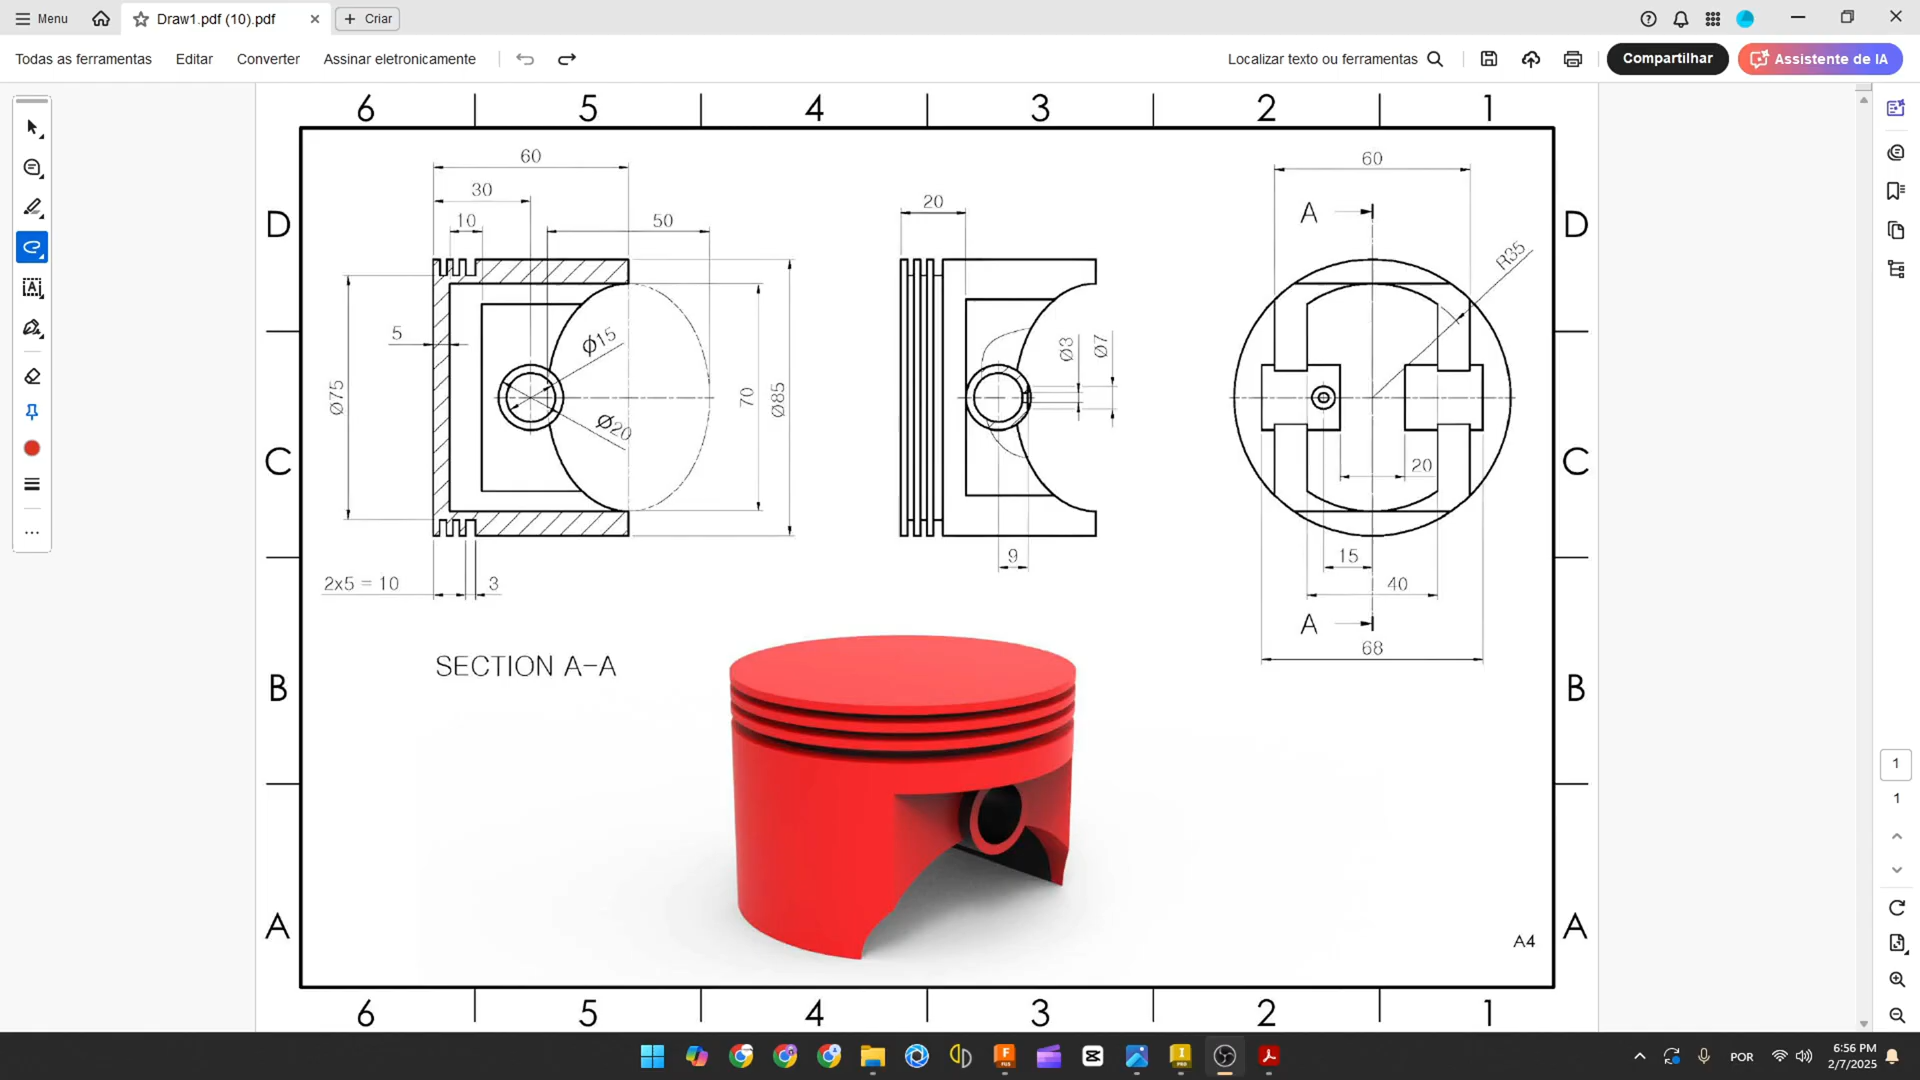 Menu
Draw1.pdf (10).pdf
Criar
Todas as ferramentas
Editar
Converter
Assinar eletronicamente
Localizar texto ou ferramentas
Compartilhar
Assistente de IA
6 5 4 3 2 1
D
C
B
A
60
30
10
50
5
Ø15
Ø75
Ø20
70
Ø85
2x5 = 10
3
SECTION A-A
20
Ø3
Ø7
9
60
A
R35
20
15
40
A
68
D
C
B
A
A4
6 5 4 3 2 1
1
1
POR
6:56 PM
2/7/2025